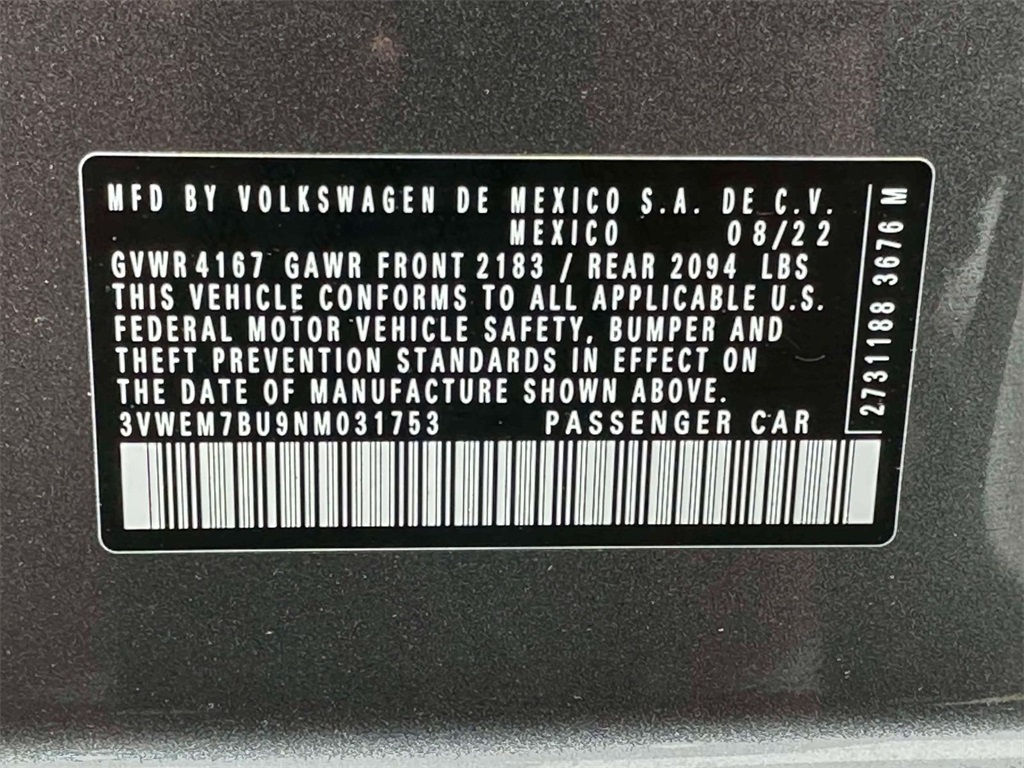 MFD BY VOLKSWAGEN DE MEXICO S.A. DE C.V.
MEXICO 08/22
GVWR 4167 GAWR FRONT 2183 / REAR 2094 LBS
THIS VEHICLE CONFORMS TO ALL APPLICABLE U.S.
FEDERAL MOTOR VEHICLE SAFETY, BUMPER AND
THEFT PREVENTION STANDARDS IN EFFECT ON
THE DATE OF MANUFACTURE SHOWN ABOVE.
3VWEM7BU9NM031753 PASSENGER CAR
2731188 3676 M